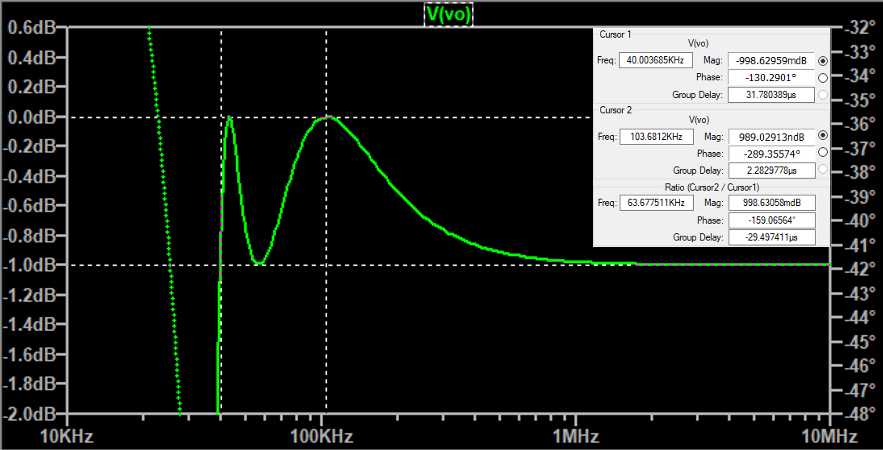 V(vo)
0.6dB
0.4dB
0.2dB
0.0dB
-0.2dB
-0.4dB
-0.6dB
-0.8dB
-1.0dB
-1.2dB
-1.4dB
-1.6dB
-1.8dB
-2.0dB
10KHz
100KHz
1MHz
10MHz
-32°
-33°
-34°
-35°
-36°
-37°
-38°
-39°
-40°
-41°
-42°
-43°
-44°
-45°
-46°
-47°
-48°
Cursor 1
V(vo)
Freq: 40.003685KHz Mag: -998.62959mdB
Phase: -130.2901°
Group Delay: 31.780389µs
Cursor 2
V(vo)
Freq: 103.6812KHz Mag: 989.02913ndB
Phase: -289.35574°
Group Delay: 2.2829778µs
Ratio (Cursor2 / Cursor1)
Freq: 63.677511KHz Mag: 998.63058mdB
Phase: -159.06564°
Group Delay: -29.497411µs